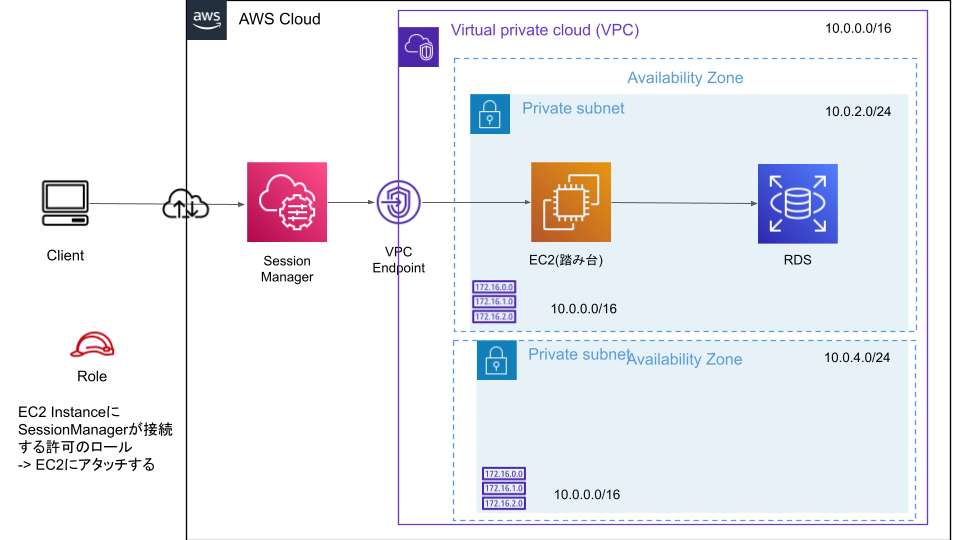 aws
AWS Cloud
Virtual private cloud (VPC)
10.0.0.0/16
Availability Zone
Private subnet
10.0.2.0/24
Client
Session
Manager
VPC
Endpoint
EC2(踏み台)
RDS
172.16.0.0
172.16.1.0
172.16.2.0
10.0.0.0/16
Private subnet
Availability Zone
10.0.4.0/24
Role
EC2 Instanceに
SessionManagerが接続
する許可のロール
-> EC2にアタッチする
172.16.0.0
172.16.1.0
172.16.2.0
10.0.0.0/16